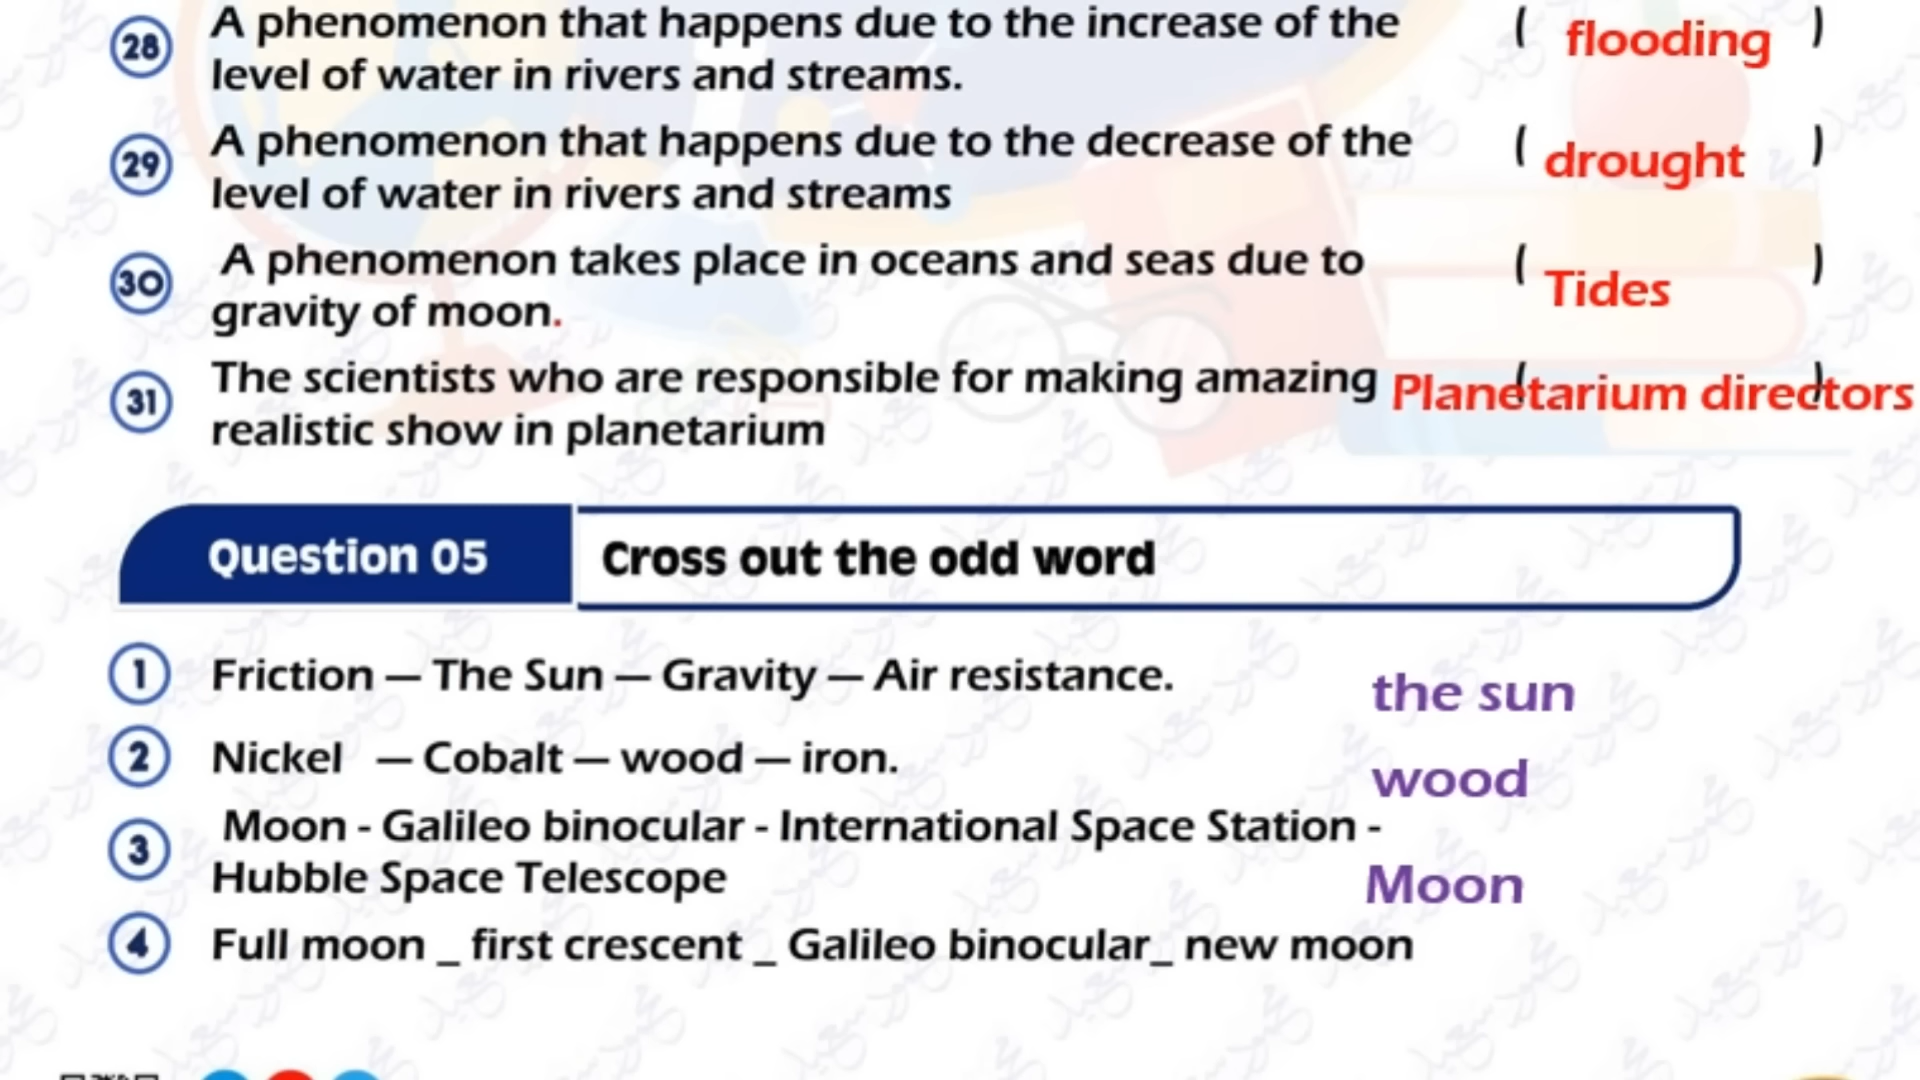 28 A phenomenon that happens due to the increase of the ( flooding )
level of water in rivers and streams.
29 A phenomenon that happens due to the decrease of the ( drought )
level of water in rivers and streams
30 A phenomenon takes place in oceans and seas due to ( Tides )
gravity of moon.
31 The scientists who are responsible for making amazing ( Planetarium directors )
realistic show in planetarium
Question 05 Cross out the odd word
1 Friction — The Sun — Gravity — Air resistance. the sun
2 Nickel — Cobalt — wood — iron. wood
3 Moon - Galileo binocular - International Space Station -
Hubble Space Telescope Moon
4 Full moon _ first crescent _ Galileo binocular_ new moon